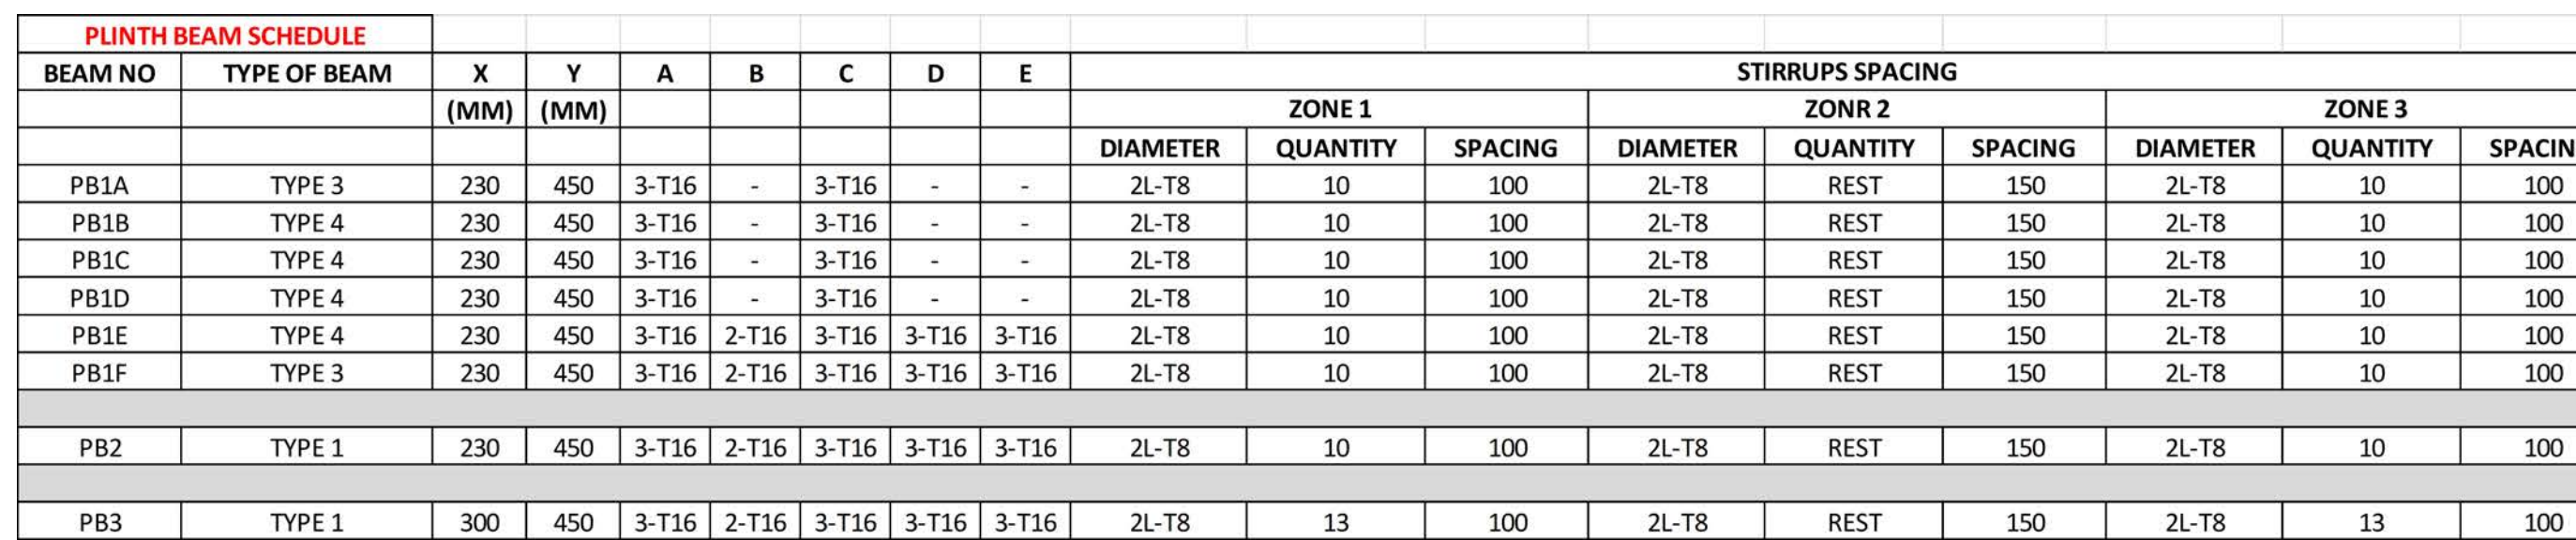 PLINTH BEAM SCHEDULE
BEAM NO TYPE OF BEAM X Y A B C D E STIRRUPS SPACING
(MM) (MM) ZONE 1 ZONR 2 ZONE 3
DIAMETER QUANTITY SPACING DIAMETER QUANTITY SPACING DIAMETER QUANTITY SPACIN
PB1A TYPE 3 230 450 3-T16 - 3-T16 - - 2L-T8 10 100 2L-T8 REST 150 2L-T8 10 100
PB1B TYPE 4 230 450 3-T16 - 3-T16 - - 2L-T8 10 100 2L-T8 REST 150 2L-T8 10 100
PB1C TYPE 4 230 450 3-T16 - 3-T16 - - 2L-T8 10 100 2L-T8 REST 150 2L-T8 10 100
PB1D TYPE 4 230 450 3-T16 - 3-T16 - - 2L-T8 10 100 2L-T8 REST 150 2L-T8 10 100
PB1E TYPE 4 230 450 3-T16 2-T16 3-T16 3-T16 3-T16 2L-T8 10 100 2L-T8 REST 150 2L-T8 10 100
PB1F TYPE 3 230 450 3-T16 2-T16 3-T16 3-T16 3-T16 2L-T8 10 100 2L-T8 REST 150 2L-T8 10 100
PB2 TYPE 1 230 450 3-T16 2-T16 3-T16 3-T16 3-T16 2L-T8 10 100 2L-T8 REST 150 2L-T8 10 100
PB3 TYPE 1 300 450 3-T16 2-T16 3-T16 3-T16 3-T16 2L-T8 13 100 2L-T8 REST 150 2L-T8 13 100